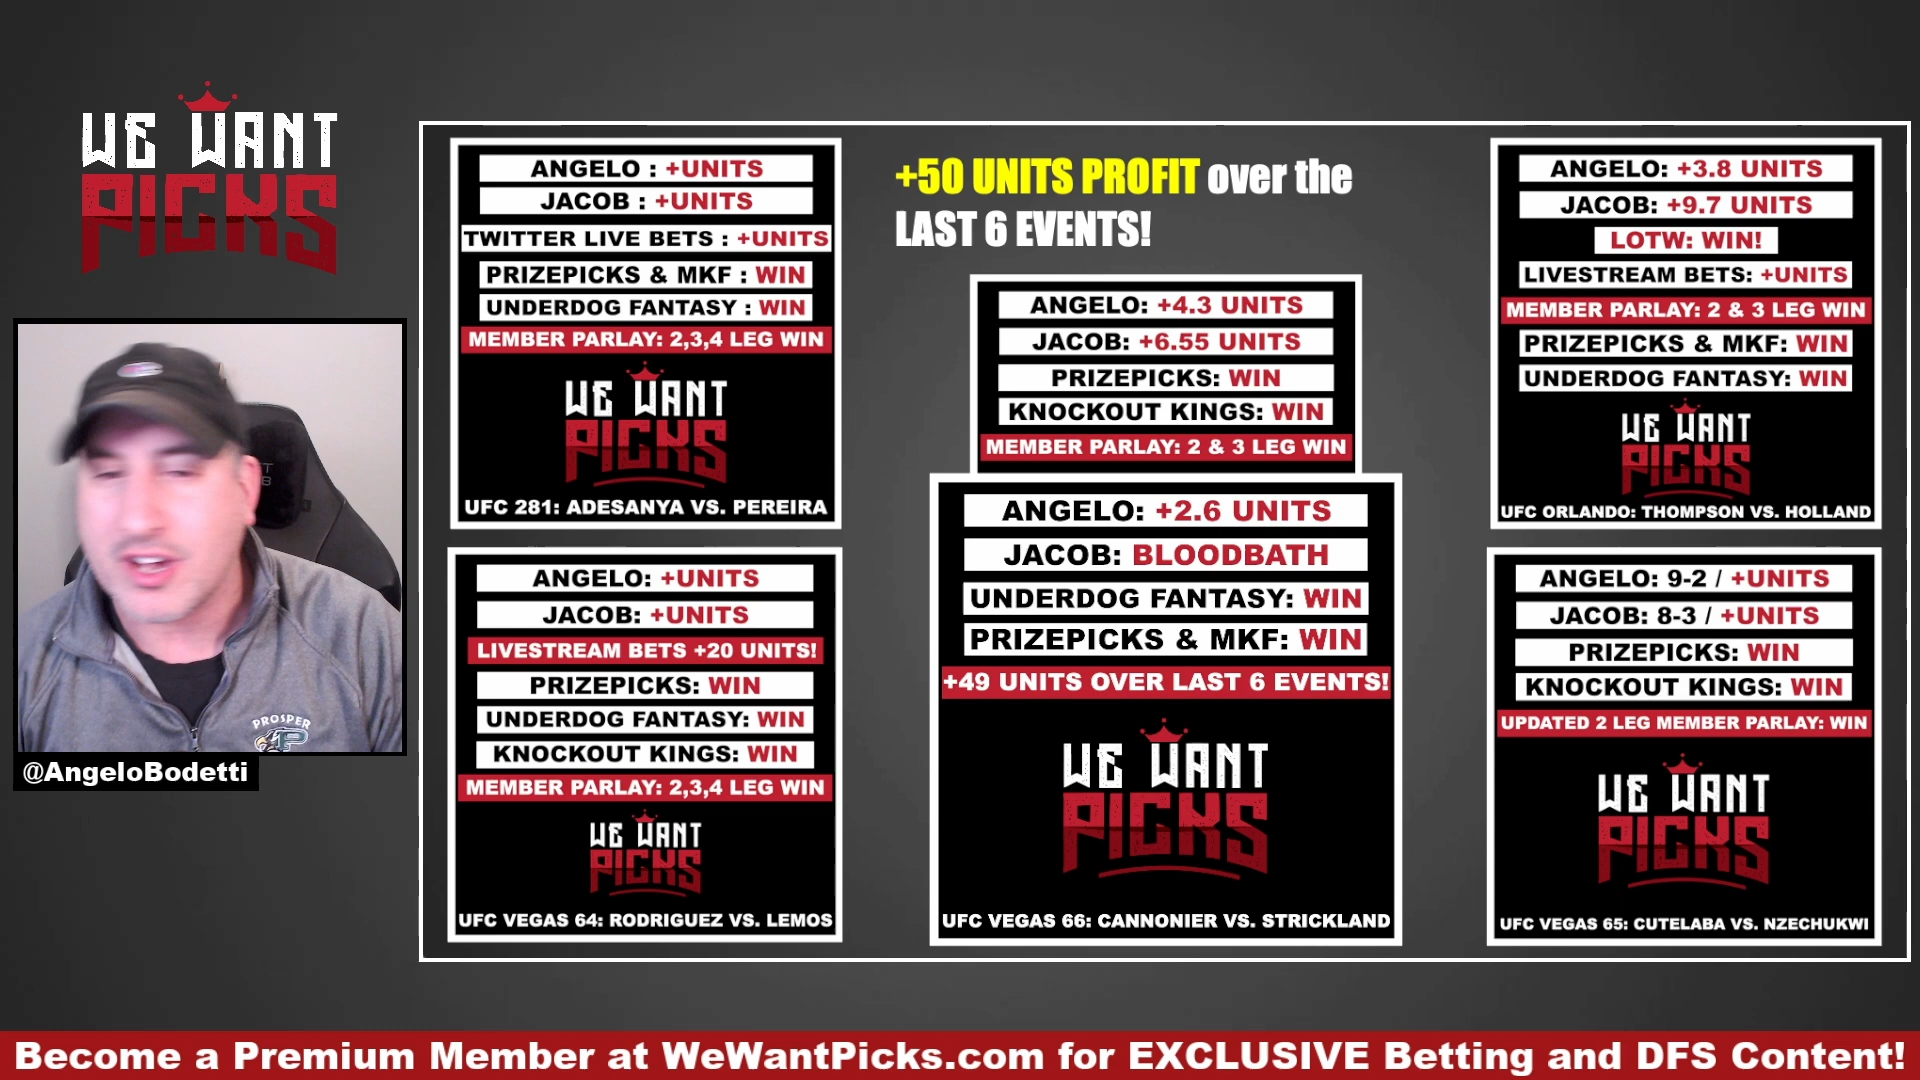 WE WANT
PICKS
@AngeloBodetti
PROSPER
P
ANGELO : +UNITS
JACOB : +UNITS
TWITTER LIVE BETS : +UNITS
PRIZEPICKS & MKF : WIN
UNDERDOG FANTASY : WIN
MEMBER PARLAY: 2,3,4 LEG WIN
WE WANT
PICKS
UFC 281: ADESANYA VS. PEREIRA
ANGELO: +UNITS
JACOB: +UNITS
LIVESTREAM BETS +20 UNITS!
PRIZEPICKS: WIN
UNDERDOG FANTASY: WIN
KNOCKOUT KINGS: WIN
MEMBER PARLAY: 2,3,4 LEG WIN
WE WANT
PICKS
UFC VEGAS 64: RODRIGUEZ VS. LEMOS
+50 UNITS PROFIT over the
LAST 6 EVENTS!
ANGELO: +4.3 UNITS
JACOB: +6.55 UNITS
PRIZEPICKS: WIN
KNOCKOUT KINGS: WIN
MEMBER PARLAY: 2 & 3 LEG WIN
ANGELO: +2.6 UNITS
JACOB: BLOODBATH
UNDERDOG FANTASY: WIN
PRIZEPICKS & MKF: WIN
+49 UNITS OVER LAST 6 EVENTS!
WE WANT
PICKS
UFC VEGAS 66: CANNONIER VS. STRICKLAND
ANGELO: +3.8 UNITS
JACOB: +9.7 UNITS
LOTW: WIN!
LIVESTREAM BETS: +UNITS
MEMBER PARLAY: 2 & 3 LEG WIN
PRIZEPICKS & MKF: WIN
UNDERDOG FANTASY: WIN
WE WANT
PICKS
UFC ORLANDO: THOMPSON VS. HOLLAND
ANGELO: 9-2 / +UNITS
JACOB: 8-3 / +UNITS
PRIZEPICKS: WIN
KNOCKOUT KINGS: WIN
UPDATED 2 LEG MEMBER PARLAY: WIN
WE WANT
PICKS
UFC VEGAS 65: CUTELABA VS. NZECHUKWI
Become a Premium Member at WeWantPicks.com for EXCLUSIVE Betting and DFS Content!